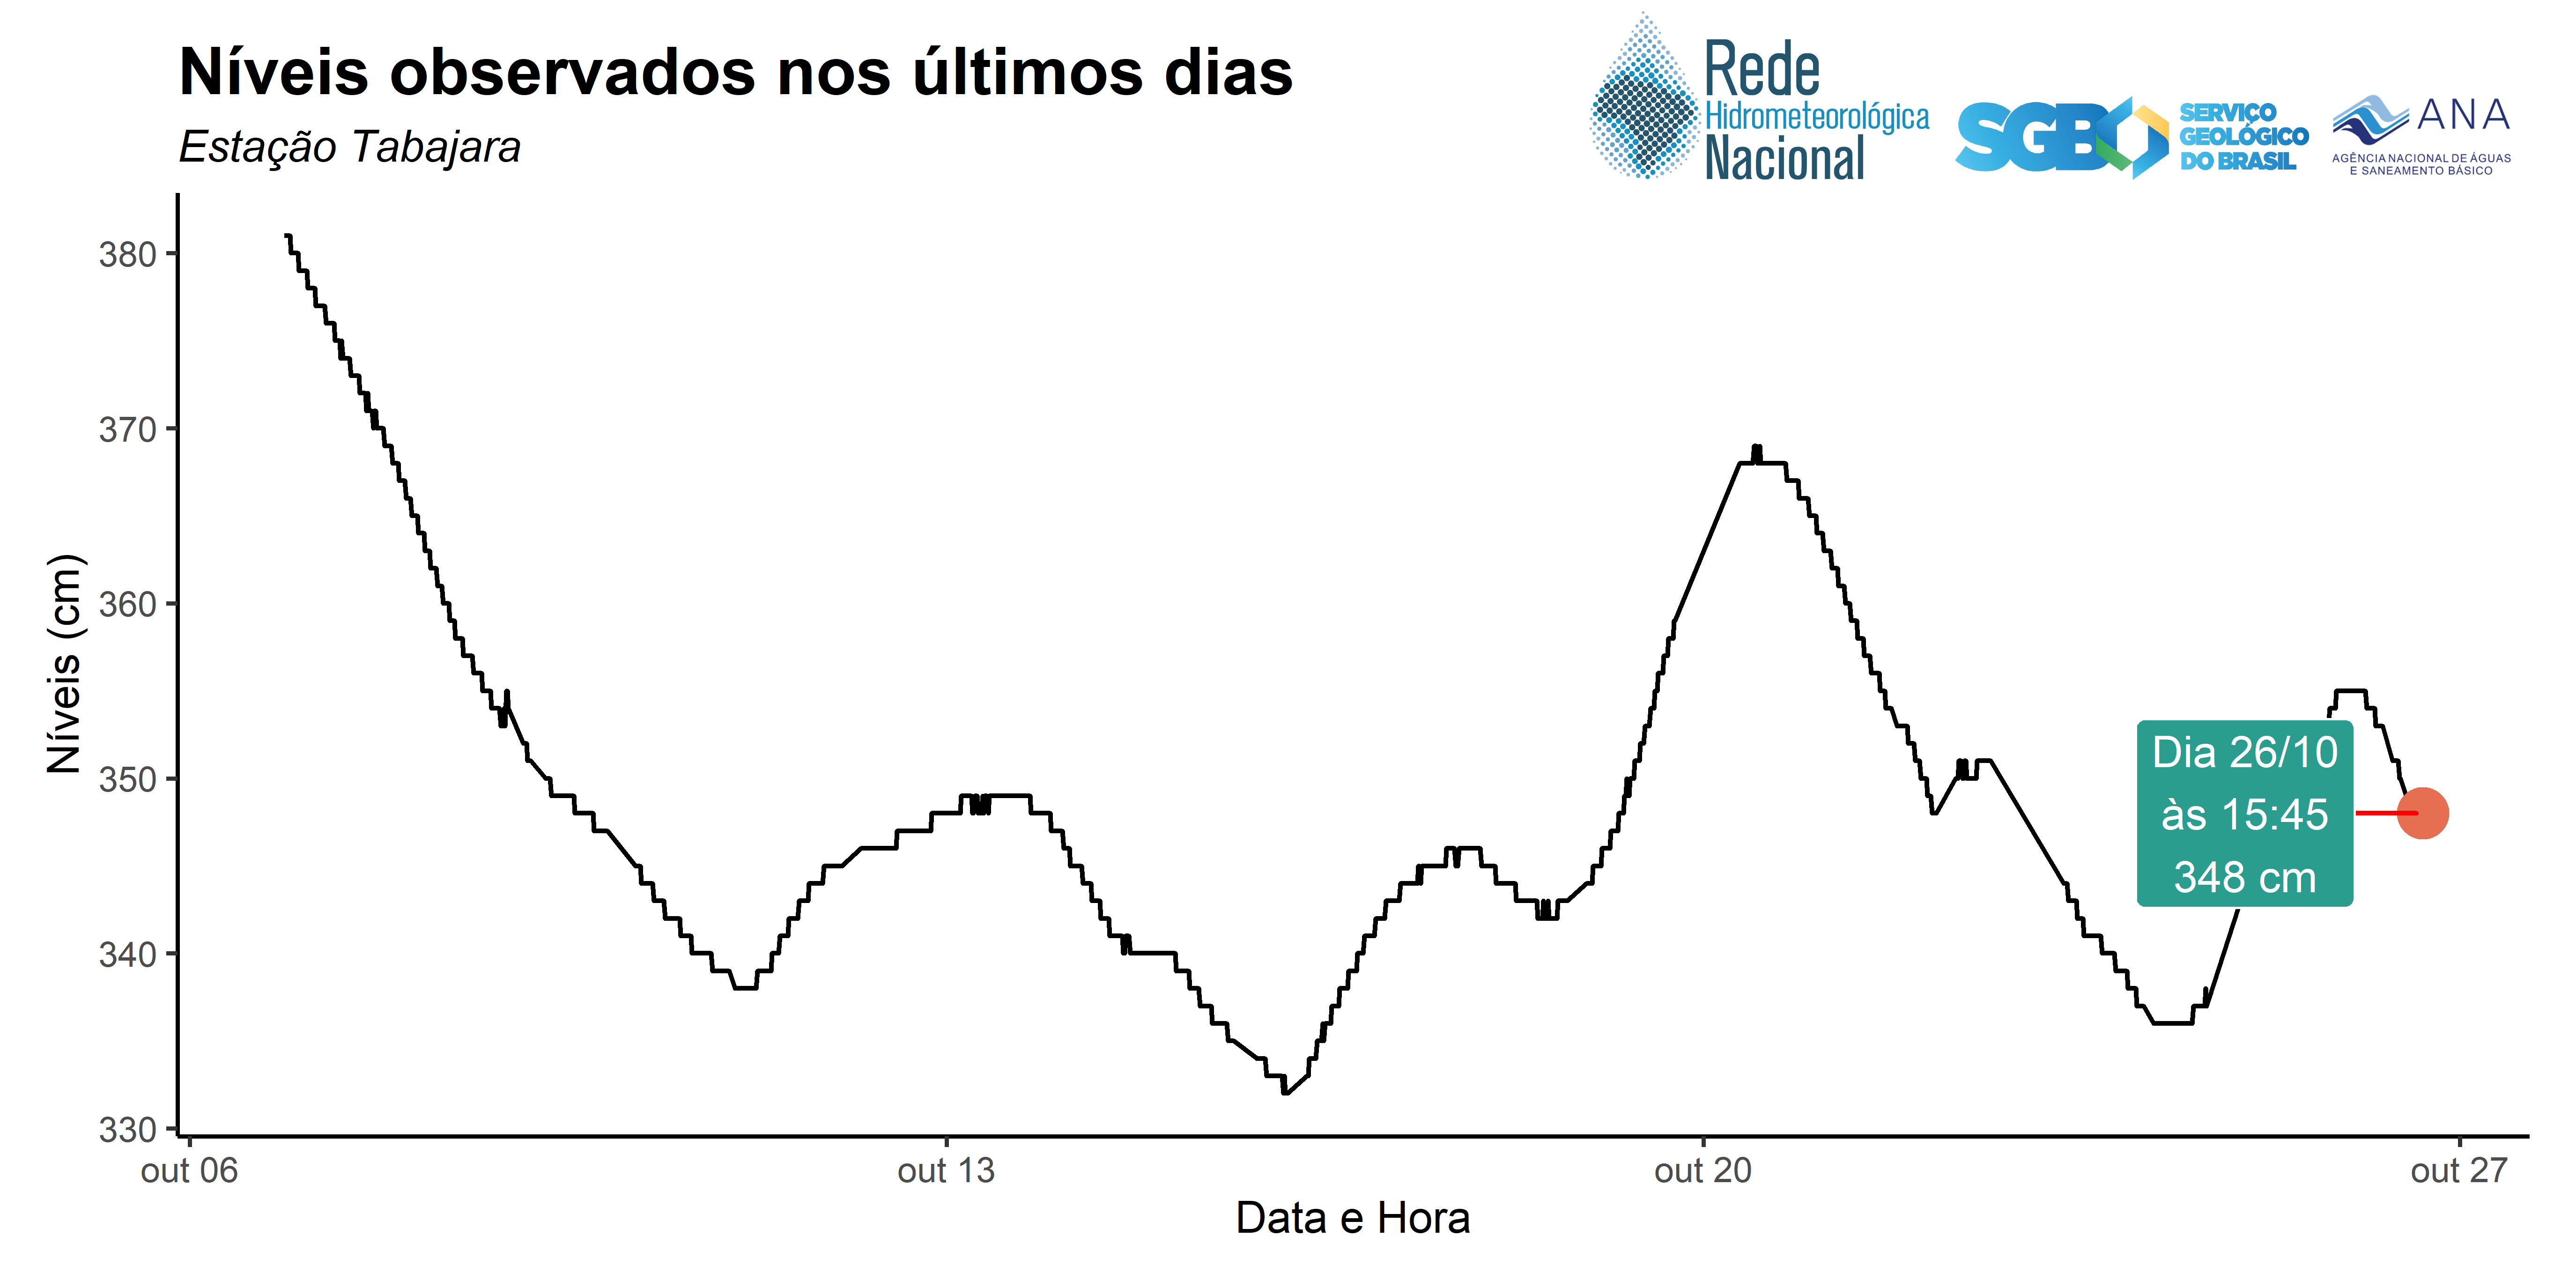 Níveis observados nos últimos dias
Estação Tabajara
Rede
Hidrometeorológica
Nacional
SGB
SERVIÇO
GEOLÓGICO
DO BRASIL
ANA
AGÊNCIA NACIONAL DE ÁGUAS
E SANEAMENTO BÁSICO
Níveis (cm)
380
370
360
350
340
330
Dia 26/10
às 15:45
348 cm
out 06
out 13
out 20
out 27
Data e Hora